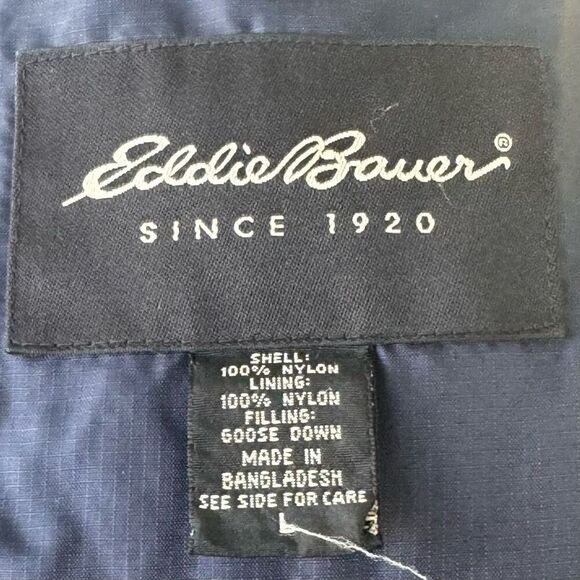 Eddie Bauer®
SINCE 1920
SHELL:
100% NYLON
LINING:
100% NYLON
FILLING:
GOOSE DOWN
MADE IN
BANGLADESH
SEE SIDE FOR CARE
L